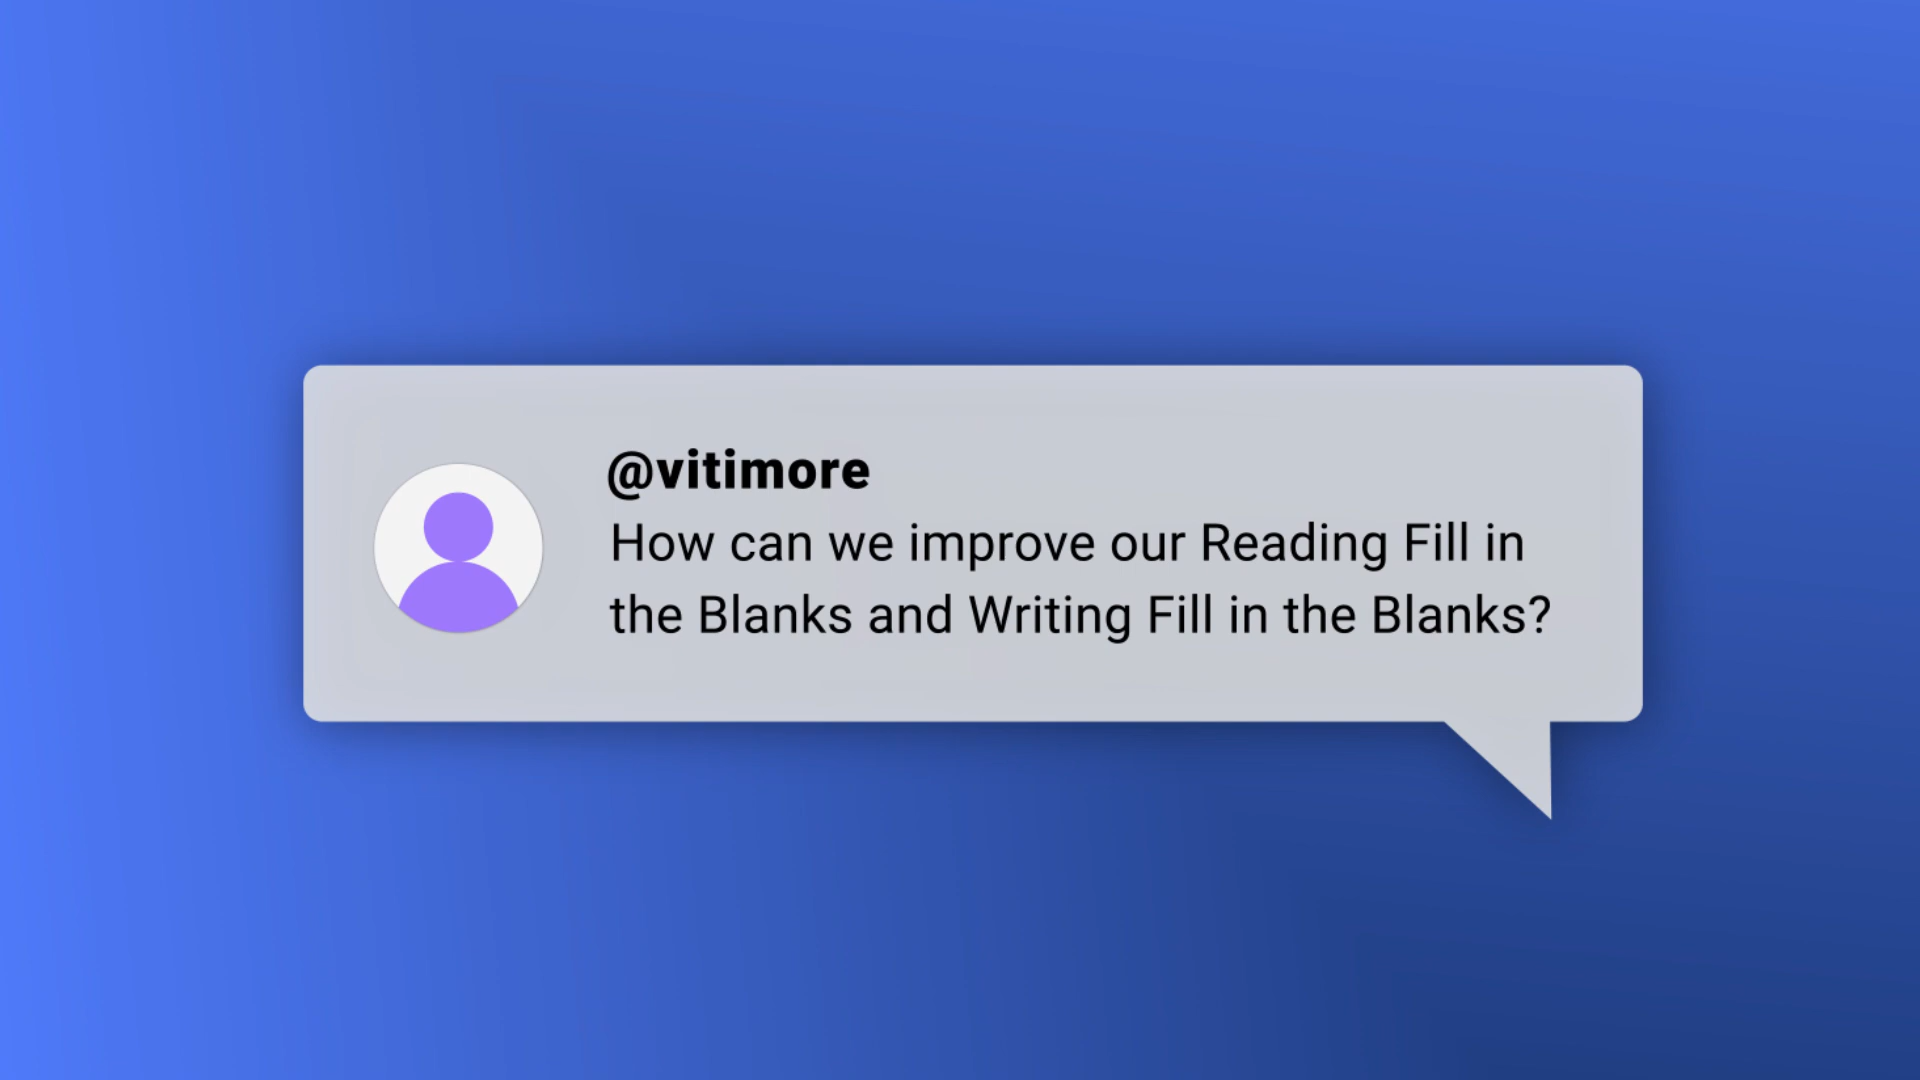 @vitimore
How can we improve our Reading Fill in
the Blanks and Writing Fill in the Blanks?